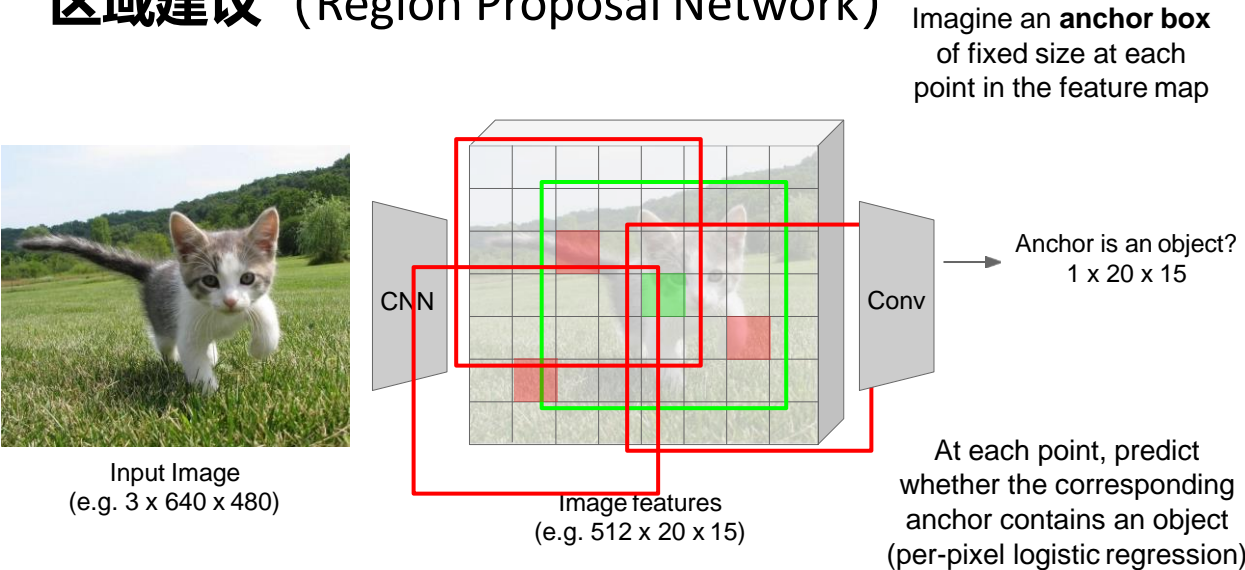 区域建议（Region Proposal Network)
Imagine an anchor box
of fixed size at each
point in the feature map
CNN
Conv
Anchor is an object?
1 x 20 x 15
Input Image
(e.g. 3 x 640 x 480)
Image features
(e.g. 512 x 20 x 15)
At each point, predict
whether the corresponding
anchor contains an object
(per-pixel logistic regression)